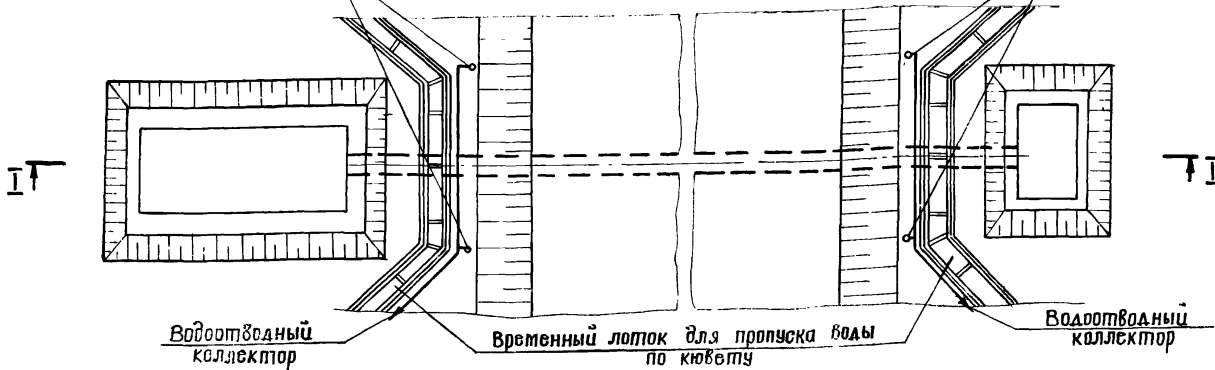 I
I
Водоотводный
коллектор
Временный лоток для пропуска воды
по кювету
Водоотводный
коллектор